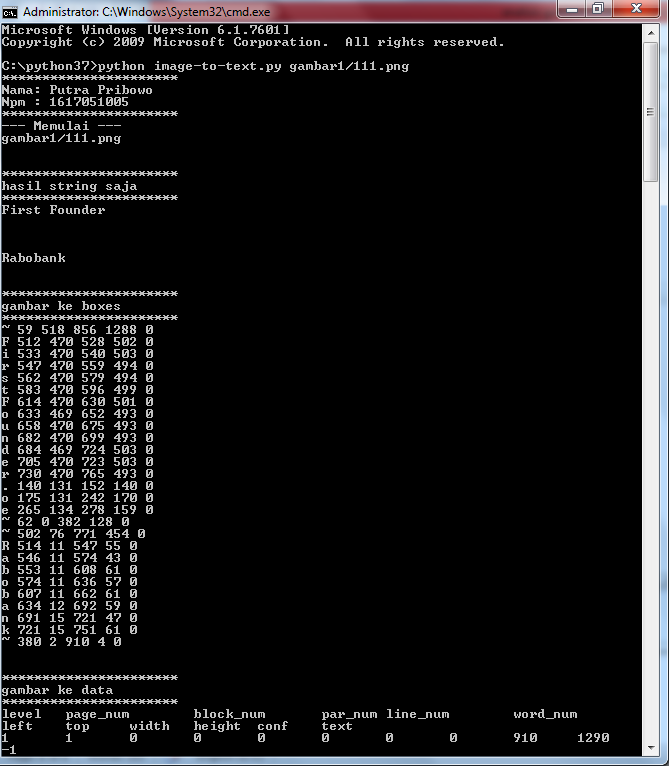 Administrator: C:\Windows\System32\cmd.exe
Microsoft Windows [Version 6.1.7601]
Copyright (c) 2009 Microsoft Corporation.  All rights reserved.
C:\python37>python image-to-text.py gambar1/111.png
**********************
Nama: Putra Pribowo
Npm : 1617051005
**********************
--- Memulai ---
gambar1/111.png
**********************
hasil string saja
**********************
First Founder
Rabobank
**********************
gambar ke boxes
**********************
~ 59 518 856 1288 0
F 512 470 528 502 0
i 533 470 540 503 0
r 547 470 559 494 0
s 562 470 579 494 0
t 583 470 596 499 0
F 614 470 630 501 0
o 633 469 652 493 0
u 658 470 675 493 0
n 682 470 699 493 0
d 684 469 724 503 0
e 705 470 723 503 0
r 730 470 765 493 0
. 140 131 152 140 0
o 175 131 242 170 0
e 265 134 278 159 0
~ 62 0 382 128 0
~ 502 76 771 454 0
R 514 11 547 55 0
a 546 11 574 43 0
b 553 11 608 61 0
o 574 11 636 57 0
b 607 11 662 61 0
a 634 12 692 59 0
n 691 15 721 47 0
k 721 15 751 61 0
~ 380 2 910 4 0
**********************
gambar ke data
**********************
level   page_num        block_num       par_num line_num        word_num
left    top     width   height  conf    text
1       1       0       0       0       0       0       910     1290
-1